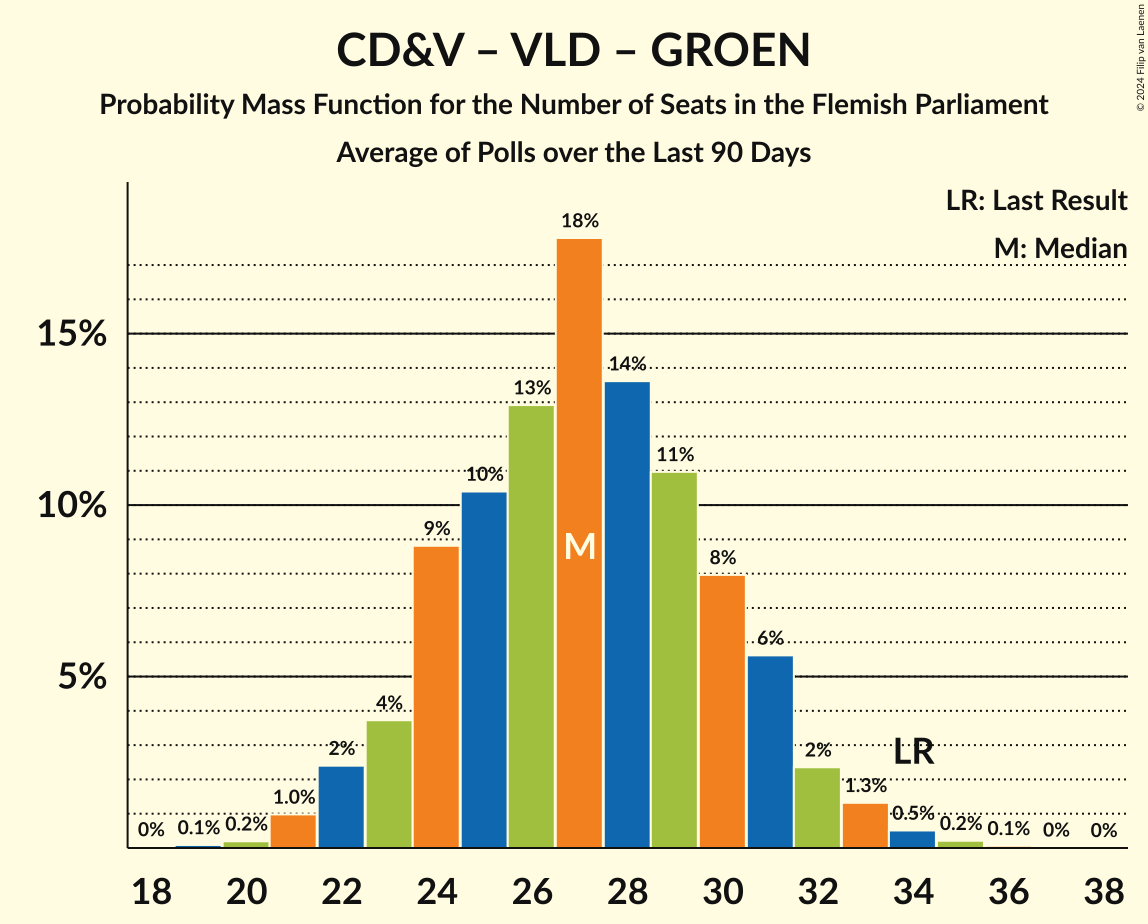 CD&V – VLD – GROEN
Probability Mass Function for the Number of Seats in the Flemish Parliament
Average of Polls over the Last 90 Days
© 2024 Filip van Laenen
LR: Last Result
M: Median
15%
10%
5%
0%
0.1%
0.2%
1.0%
2%
4%
9%
10%
13%
18%
14%
11%
8%
6%
2%
1.3%
0.5%
0.2%
0.1%
0%
0%
M
LR
18 20 22 24 26 28 30 32 34 36 38